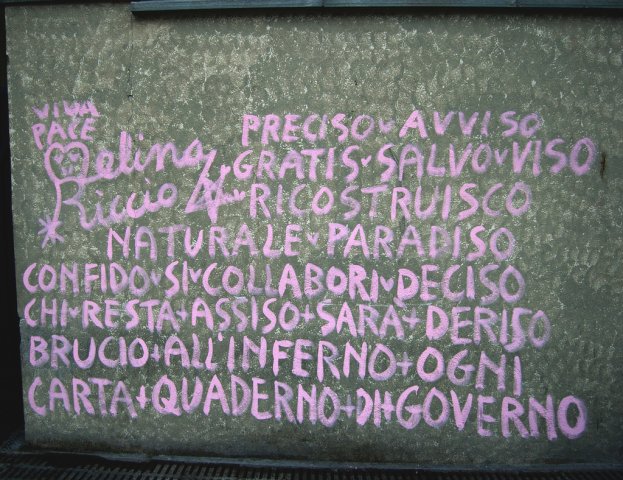 VIVA
PACE
Melina
Riccio
PRECISO AVVISO
GRATIS SALVO VISO
RICOSTRUISCO
NATURALE PARADISO
CONFIDO SI COLLABORI DECISO
CHI RESTA+ASSISO+SARA+DERISO
BRUCIO+ALL'INFERNO+OGNI
CARTA+QUADERNO+DI+GOVERNO